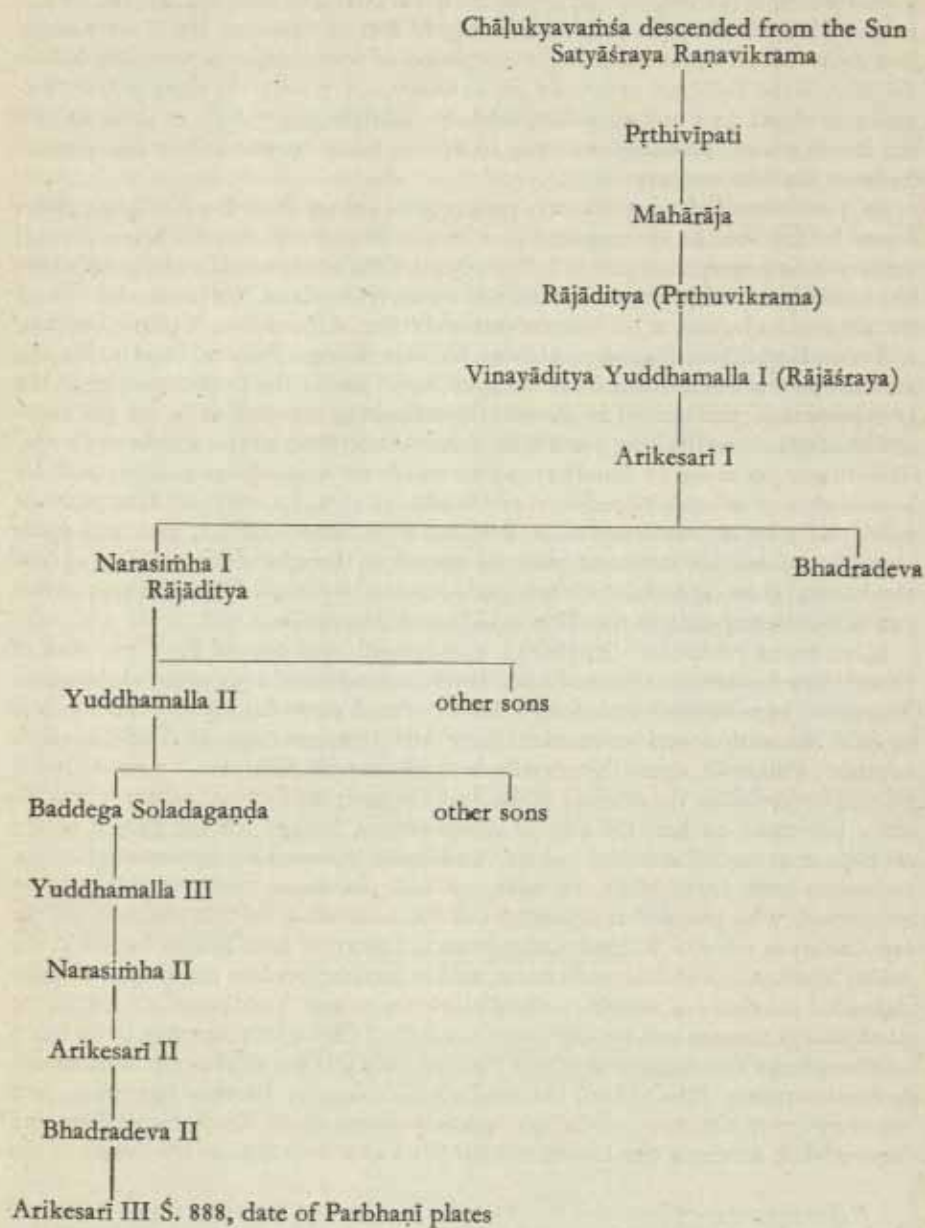 Chāḷukyavaṁśa descended from the Sun
Satyāśraya Raṇavikrama
Pṛthivīpati
Mahārāja
Rājāditya (Pṛthuvikrama)
Vinayāditya Yuddhamalla I (Rājāśraya)
Arikesarī I
Narasiṁha I
Rājāditya
Bhadradeva
Yuddhamalla II
other sons
Baddega Soladagaṇḍa
other sons
Yuddhamalla III
Narasiṁha II
Arikesarī II
Bhadradeva II
Arikesarī III Ś. 888, date of Parbhaṇī plates